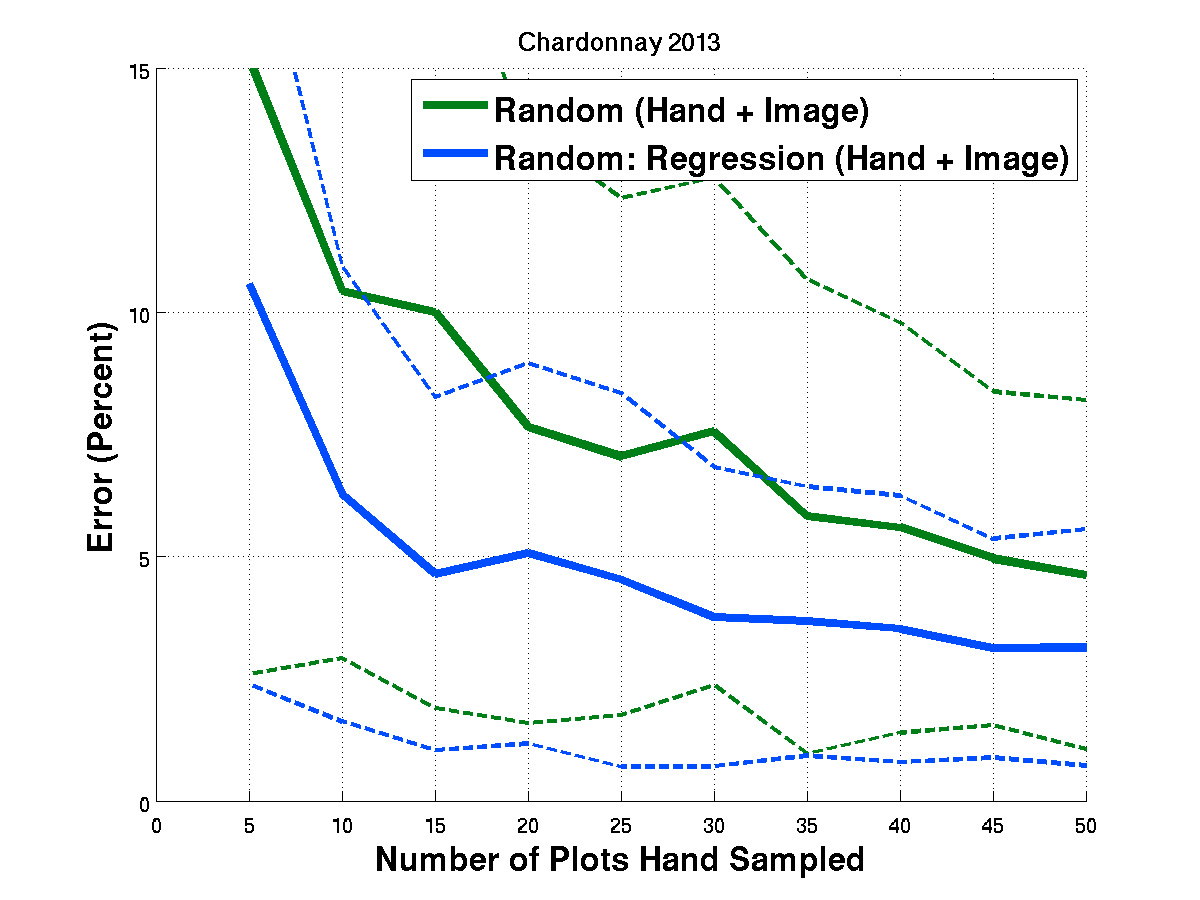 Chardonnay 2013
Random (Hand + Image)
Random: Regression (Hand + Image)
15
10
5
0
Error (Percent)
0 5 10 15 20 25 30 35 40 45 50
Number of Plots Hand Sampled